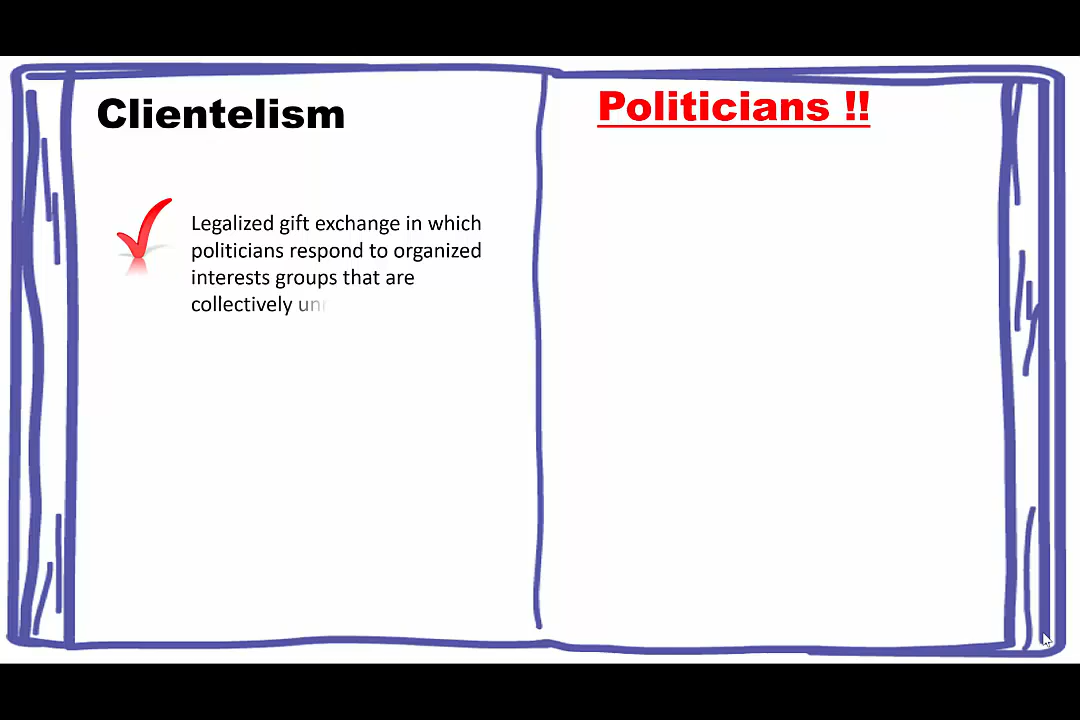 Clientelism
Legalized gift exchange in which
politicians respond to organized
interests groups that are
collectively
Politicians !!